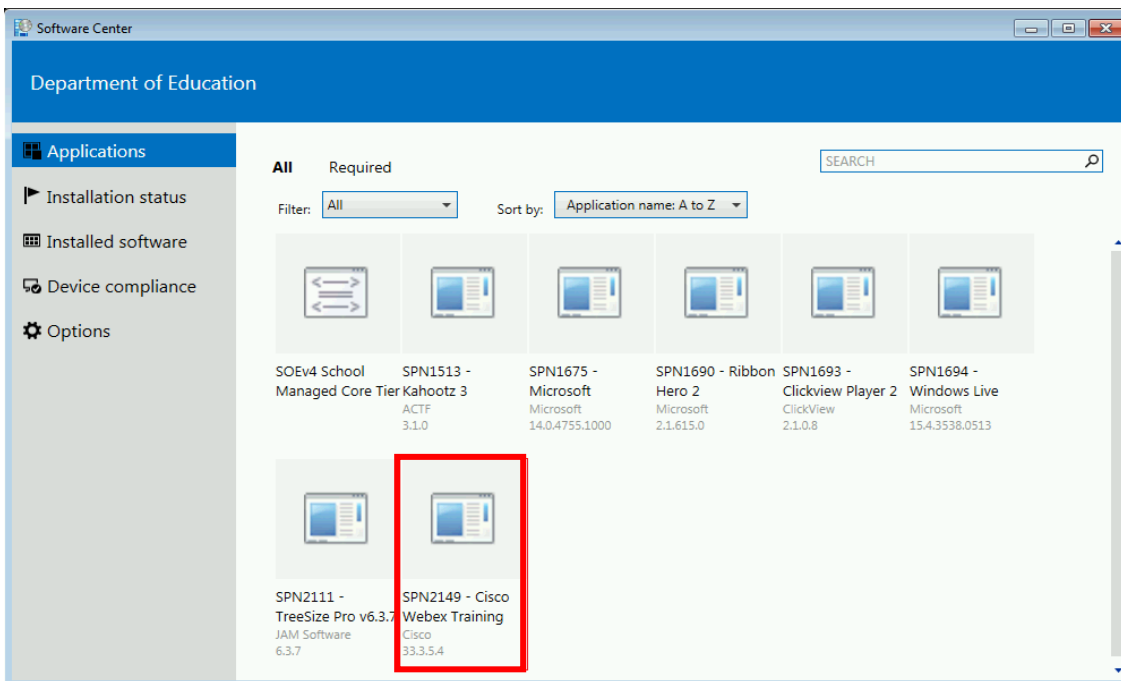 Software Center
Department of Education
Applications
Installation status
Installed software
Device compliance
Options
All Required
SEARCH
Filter: All Sort by: Application name: A to Z
SOEv4 School
Managed Core Tier
SPN1513 -
Kahootz 3
ACTF
3.1.0
SPN1675 -
Microsoft
Microsoft
14.0.4755.1000
SPN1690 - Ribbon
Hero 2
Microsoft
2.1.615.0
SPN1693 -
Clickview Player 2
ClickView
2.1.0.8
SPN1694 -
Windows Live
Microsoft
15.4.3538.0513
SPN2111 -
TreeSize Pro v6.3.7
JAM Software
6.3.7
SPN2149 - Cisco
Webex Training
Cisco
33.3.5.4